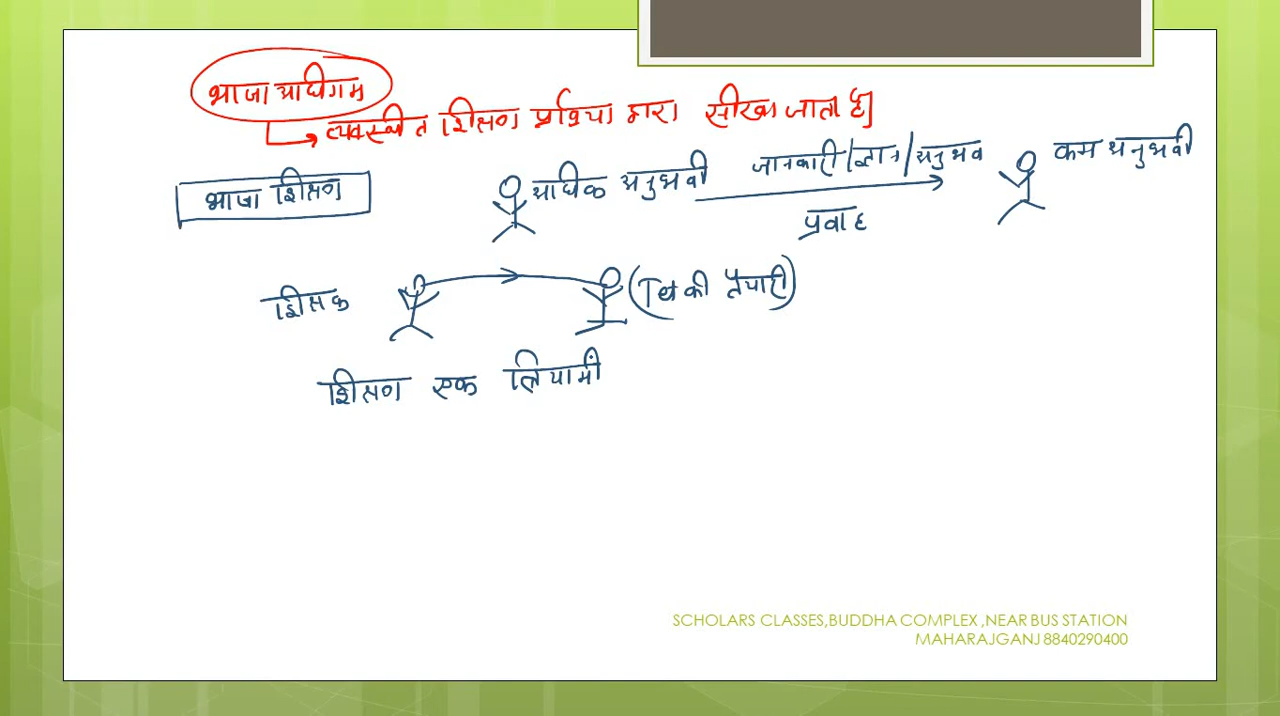 भाषा अधिगम
व्यवस्थीत शिक्षण प्रक्रिया द्वारा सीखा जाता है|
भाषा शिक्षण
अधिक अनुभवी
जानकारी/ज्ञान/अनुभव
कम अनुभवी
प्रवाह
शिक्षक
की तैयारी)
शिक्षण एक
SCHOLARS CLASSES,BUDDHA COMPLEX ,NEAR BUS STATION
MAHARAJGANJ 8840290400